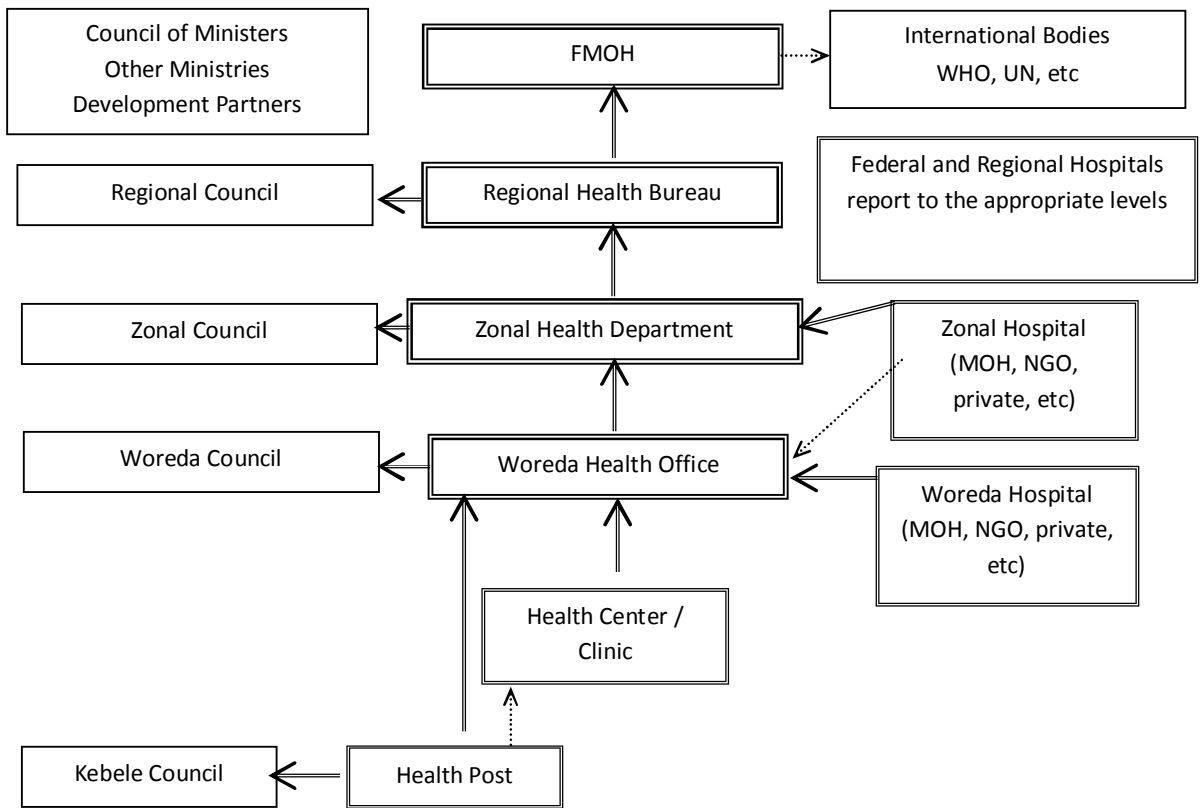 Council of Ministers
Other Ministries
Development Partners
FMOH
International Bodies
WHO, UN, etc
Regional Council
Regional Health Bureau
Federal and Regional Hospitals
report to the appropriate levels
Zonal Council
Zonal Health Department
Zonal Hospital
(MOH, NGO,
private, etc)
Woreda Council
Woreda Health Office
Woreda Hospital
(MOH, NGO, private,
etc)
Health Center /
Clinic
Kebele Council
Health Post